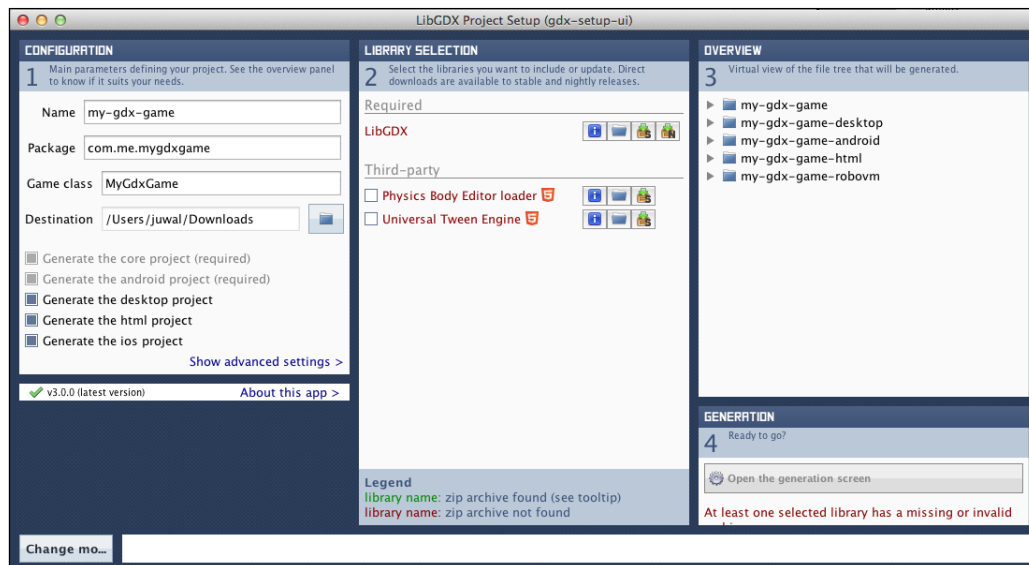 LibGDX Project Setup (gdx-setup-ui)
CONFIGURATION
1
Main parameters defining your project. See the overview panel
to know if it suits your needs.
Name my-gdx-game
Package com.me.mygdxgame
Game class MyGdxGame
Destination /Users/juwal/Downloads
Generate the core project (required)
Generate the android project (required)
Generate the desktop project
Generate the html project
Generate the ios project
Show advanced settings >
v3.0.0 (latest version) About this app >
LIBRARY SELECTION
2
Select the libraries you want to include or update. Direct
downloads are available to stable and nightly releases.
Required
LibGDX
Third-party
Physics Body Editor loader
Universal Tween Engine
Legend
library name: zip archive found (see tooltip)
library name: zip archive not found
OVERVIEW
3
Virtual view of the file tree that will be generated.
my-gdx-game
my-gdx-game-desktop
my-gdx-game-android
my-gdx-game-html
my-gdx-game-robovm
GENERATION
4
Ready to go?
Open the generation screen
At least one selected library has a missing or invalid
Change mo...